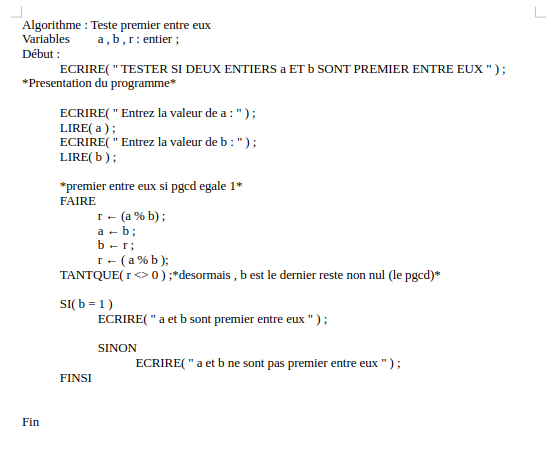 Algorithme : Teste premier entre eux
Variables a , b , r : entier ;
Début :
ECRIRE( " TESTER SI DEUX ENTIERS a ET b SONT PREMIER ENTRE EUX " ) ;
*Presentation du programme*
ECRIRE( " Entrez la valeur de a : " ) ;
LIRE( a ) ;
ECRIRE( " Entrez la valeur de b : " ) ;
LIRE( b ) ;
*premier entre eux si pgcd egale 1*
FAIRE
r ← (a % b) ;
a ← b ;
b ← r ;
r ← ( a % b );
TANTQUE( r <> 0 ) ;*desormais , b est le dernier reste non nul (le pgcd)*
SI( b = 1 )
ECRIRE( " a et b sont premier entre eux " ) ;
SINON
ECRIRE( " a et b ne sont pas premier entre eux " ) ;
FINSI
Fin